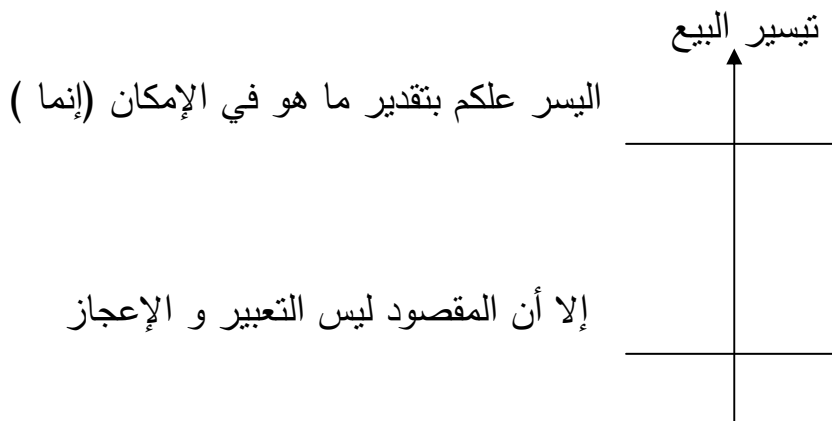 تيسير البيع
اليسر علكم بتقدير ما هو في الإمكان (إنما )
إلا أن المقصود ليس التعبير و الإعجاز